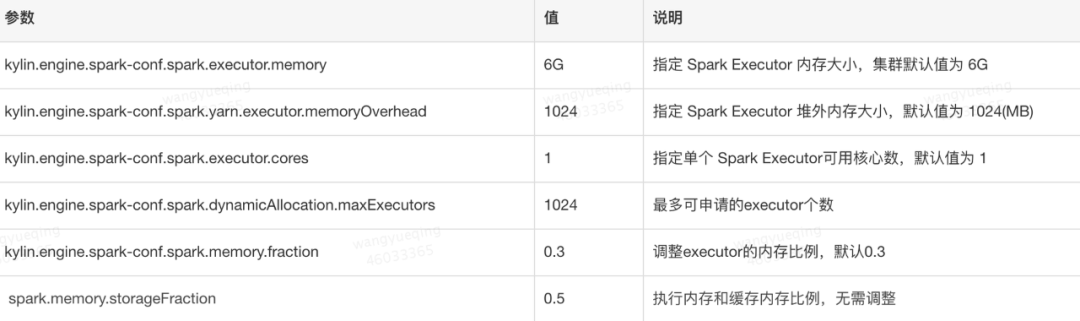 参数 值 说明
kylin.engine.spark-conf.spark.executor.memory 6G 指定 Spark Executor 内存大小，集群默认值为 6G
wangyueqing 46033365
kylin.engine.spark-conf.spark.yarn.executor.memoryOverhead 1024 指定 Spark Executor 堆外内存大小，默认值为 1024(MB)
kylin.engine.spark-conf.spark.executor.cores 1 指定单个 Spark Executor可用核心数，默认值为 1
kylin.engine.spark-conf.spark.dynamicAllocation.maxExecutors 1024 最多可申请的executor个数
wangyueqing 46033365
kylin.engine.spark-conf.spark.memory.fraction 0.3 调整executor的内存比例，默认0.3
spark.memory.storageFraction 0.5 执行内存和缓存内存比例，无需调整